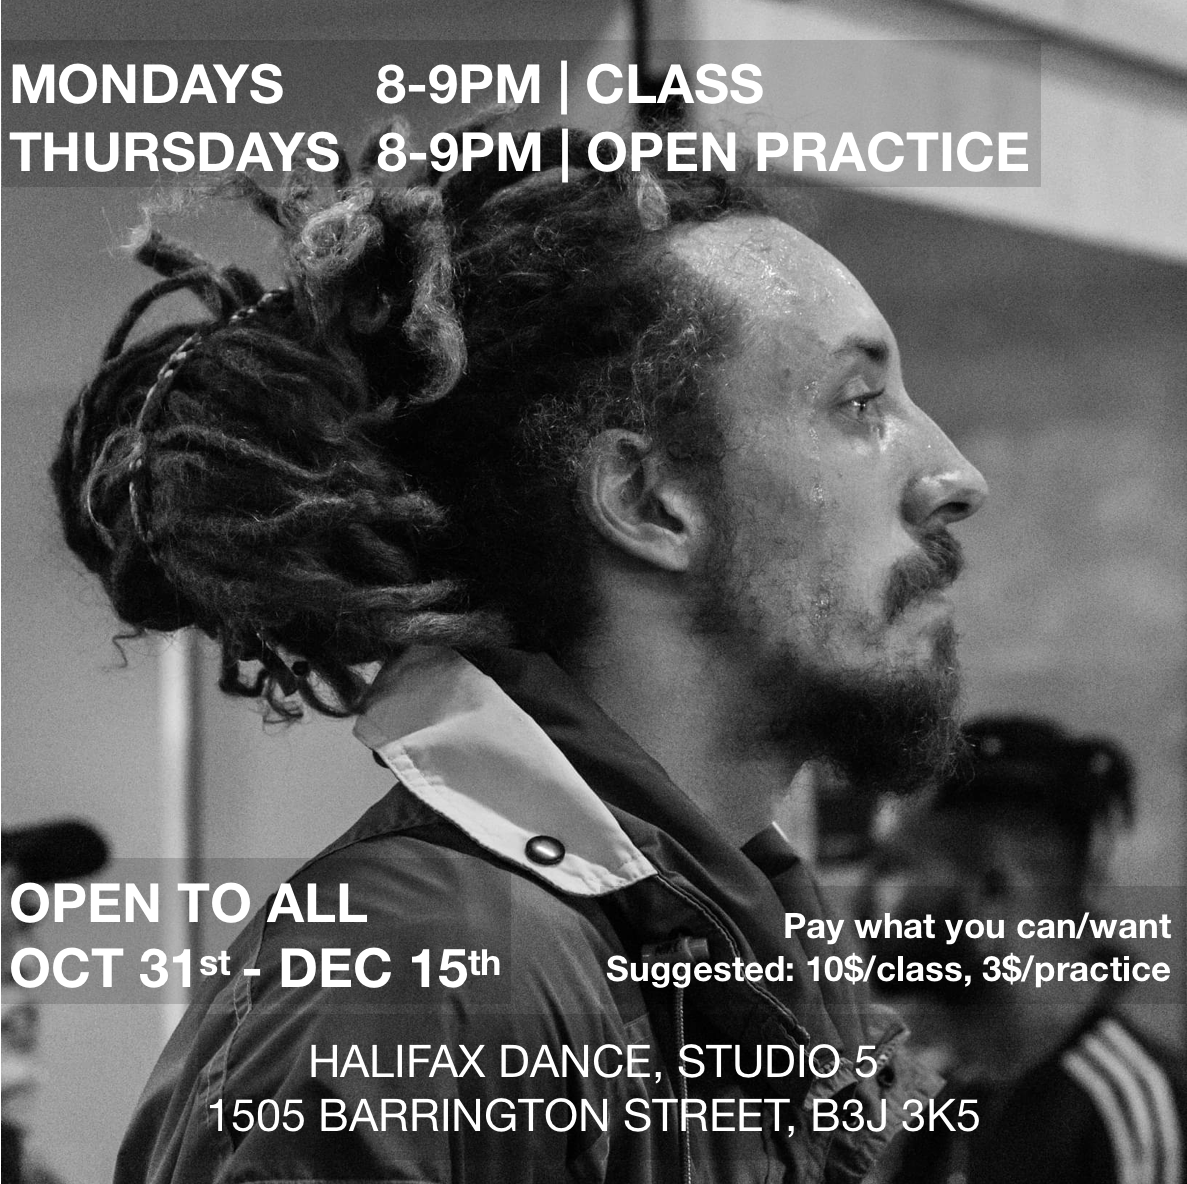 MONDAYS 8-9PM | CLASS
THURSDAYS 8-9PM | OPEN PRACTICE
OPEN TO ALL
OCT 31st - DEC 15th
Pay what you can/want
Suggested: 10$/class, 3$/practice
HALIFAX DANCE, STUDIO 5
1505 BARRINGTON STREET, B3J 3K5